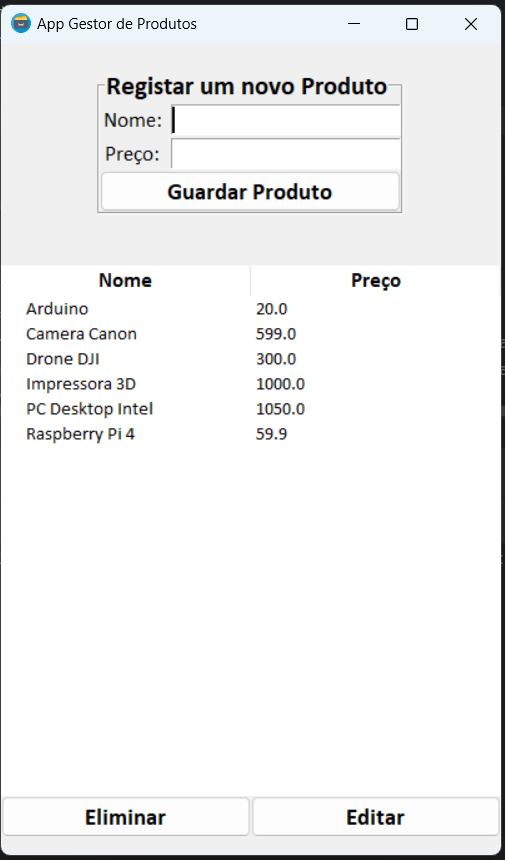 App Gestor de Produtos
Registar um novo Produto
Nome:
Preço:
Guardar Produto
Nome Preço
Arduino 20.0
Camera Canon 599.0
Drone DJI 300.0
Impressora 3D 1000.0
PC Desktop Intel 1050.0
Raspberry Pi 4 59.9
Eliminar Editar